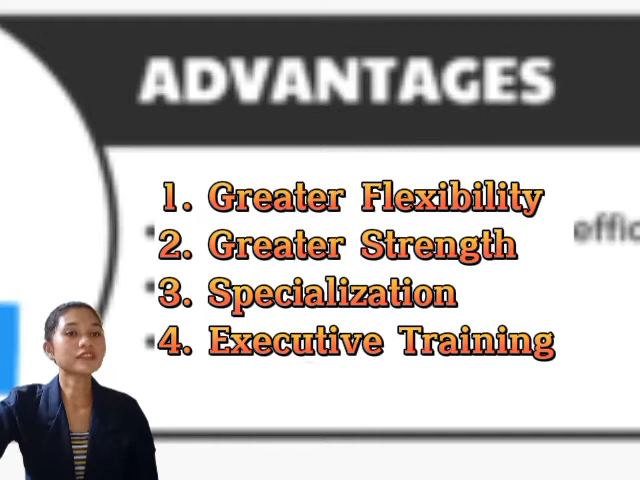 ADVANTAGES
1. Greater Flexibility
2. Greater Strength
3. Specialization
4. Executive Training